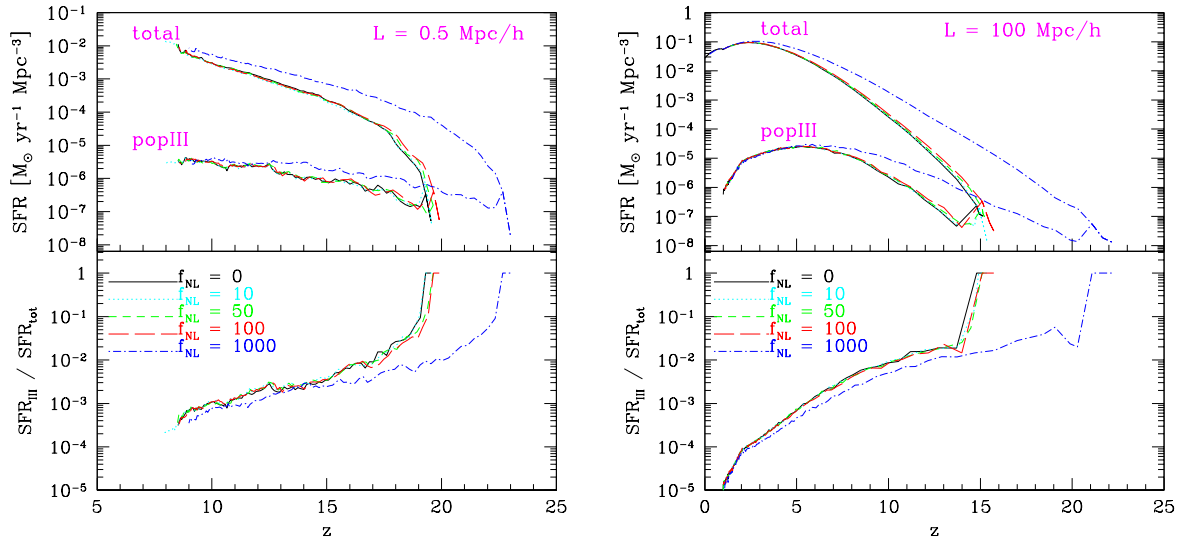 total
L = 0.5 Mpc/h
popIII
SFR [M⊙ yr⁻¹ Mpc⁻³]
10⁻¹
10⁻²
10⁻³
10⁻⁴
10⁻⁵
10⁻⁶
10⁻⁷
10⁻⁸
f_NL = 0
f_NL = 10
f_NL = 50
f_NL = 100
f_NL = 1000
SFR_III / SFR_tot
1
10⁻¹
10⁻²
10⁻³
10⁻⁴
10⁻⁵
5 10 15 20 25
z
total
L = 100 Mpc/h
popIII
SFR [M⊙ yr⁻¹ Mpc⁻³]
1
10⁻¹
10⁻²
10⁻³
10⁻⁴
10⁻⁵
10⁻⁶
10⁻⁷
10⁻⁸
f_NL = 0
f_NL = 10
f_NL = 50
f_NL = 100
f_NL = 1000
SFR_III / SFR_tot
1
10⁻¹
10⁻²
10⁻³
10⁻⁴
10⁻⁵
0 5 10 15 20 25
z